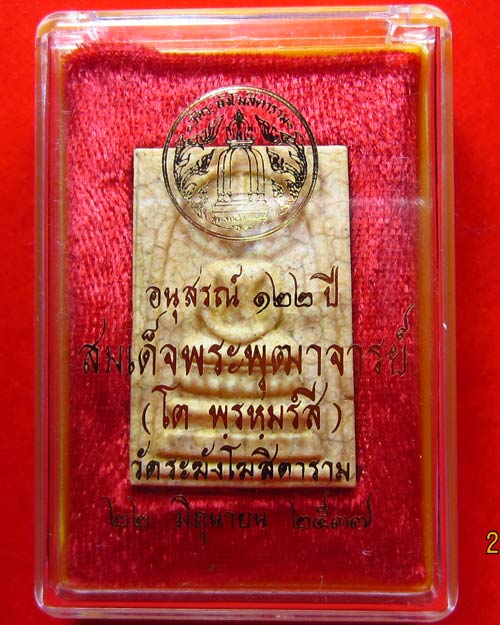 อนุสรณ์ ๑๒๒ ปี
สมเด็จพระพุฒาจารย์
(โต พฺรหฺมรํสี)
วัดระฆังโฆสิตาราม
๒๒ มิถุนายน ๒๕๓๗
2